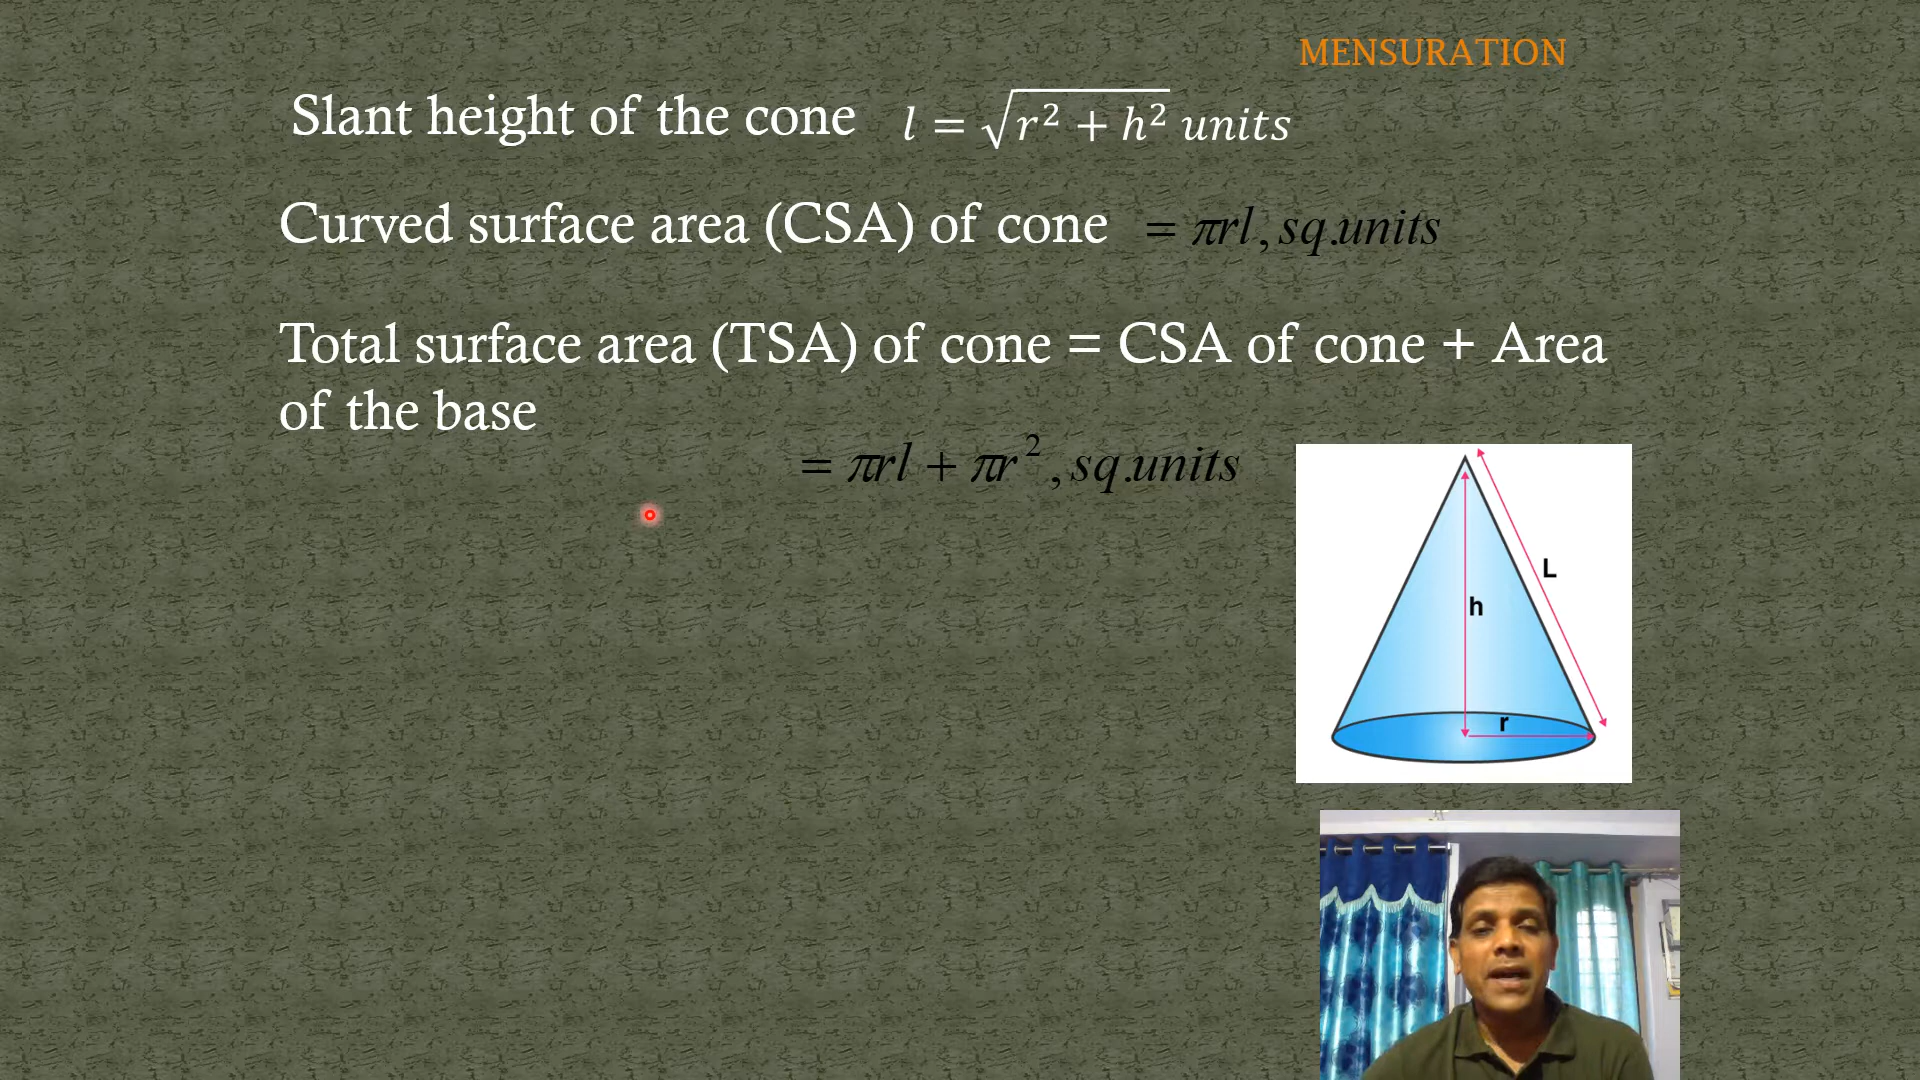 MENSURATION
Slant height of the cone l = √r² + h² units
Curved surface area (CSA) of cone = πrl, sq.units
Total surface area (TSA) of cone = CSA of cone + Area
of the base
= πrl + πr², sq.units
L
h
r